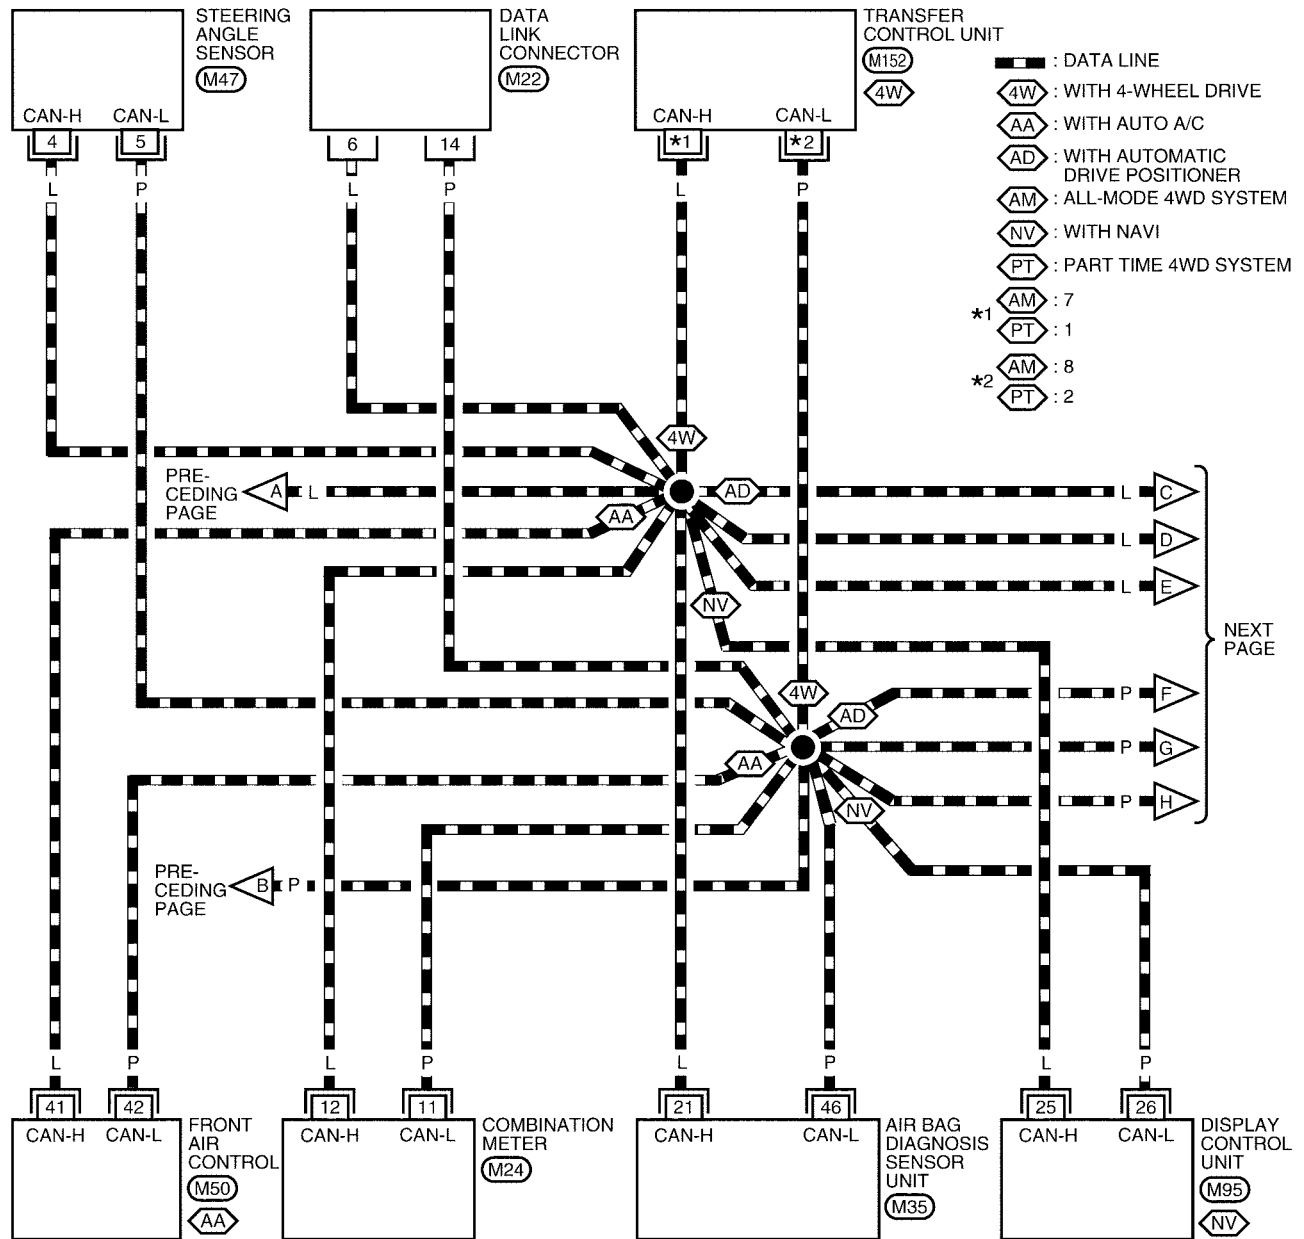 STEERING
ANGLE
SENSOR
M47
CAN-H CAN-L
4 5
L P
DATA
LINK
CONNECTOR
M22
6 14
L P
TRANSFER
CONTROL UNIT
M152
4W
CAN-H CAN-L
*1 *2
L P
: DATA LINE
4W : WITH 4-WHEEL DRIVE
AA : WITH AUTO A/C
AD : WITH AUTOMATIC
DRIVE POSITIONER
AM : ALL-MODE 4WD SYSTEM
NV : WITH NAVI
PT : PART TIME 4WD SYSTEM
*1
AM : 7
PT : 1
*2
AM : 8
PT : 2
4W
PRE-
CEDING
PAGE
A L
AD
L C
AA
L D
L E
NV
NEXT
PAGE
4W
AD
P F
P G
AA
P H
NV
PRE-
CEDING
PAGE
B P
L P L P L P L P
41 42
CAN-H CAN-L
FRONT
AIR
CONTROL
M50
AA
12 11
CAN-H CAN-L
COMBINATION
METER
M24
21 46
CAN-H CAN-L
AIR BAG
DIAGNOSIS
SENSOR
UNIT
M35
25 26
CAN-H CAN-L
DISPLAY
CONTROL
UNIT
M95
NV